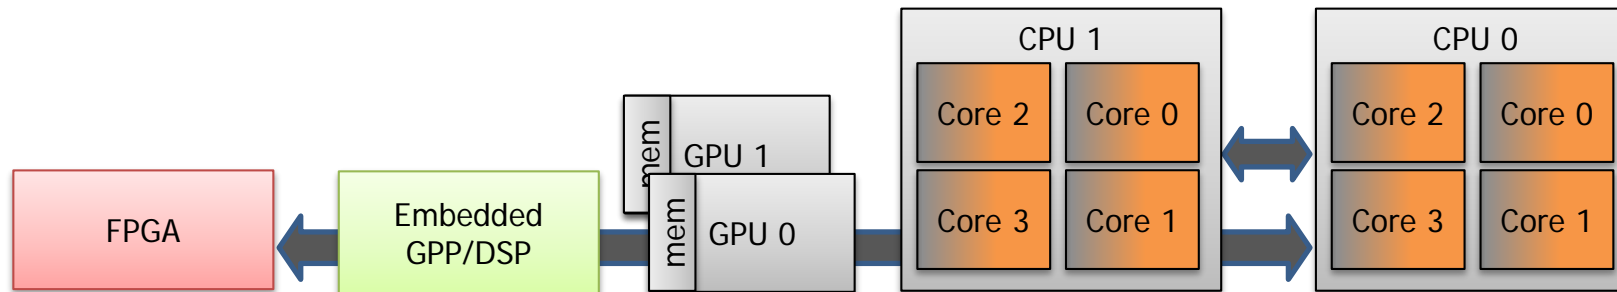 FPGA
Embedded
GPP/DSP
mem
GPU 1
mem
GPU 0
CPU 1
Core 2
Core 0
Core 3
Core 1
CPU 0
Core 2
Core 0
Core 3
Core 1